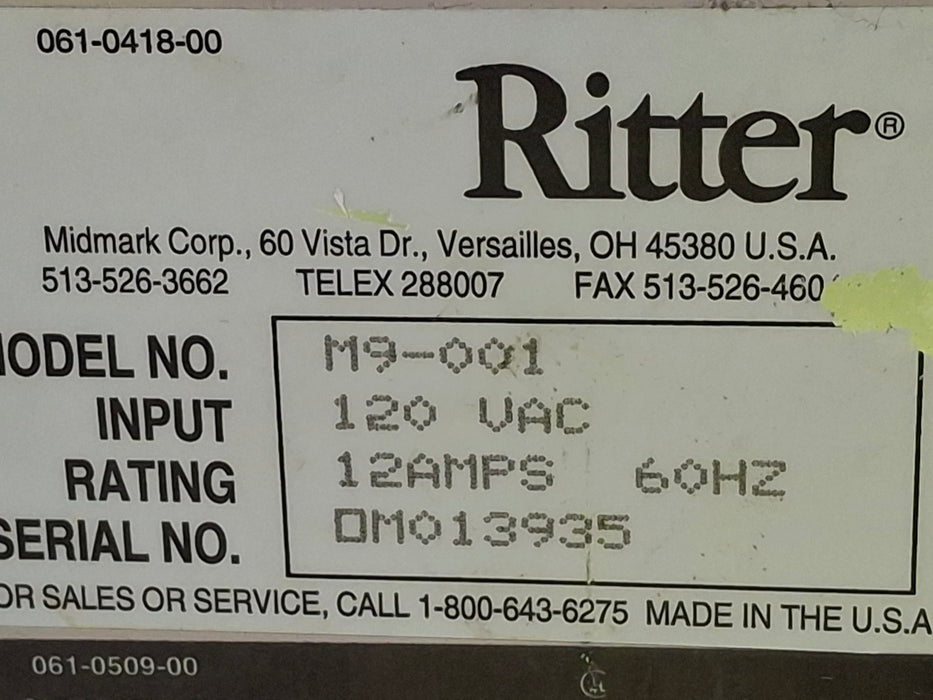 061-0418-00
Ritter®
Midmark Corp., 60 Vista Dr., Versailles, OH 45380 U.S.A.
513-526-3662 TELEX 288007 FAX 513-526-460
MODEL NO. M9-001
INPUT 120 VAC
RATING 12AMPS 60HZ
SERIAL NO. DM013935
FOR SALES OR SERVICE, CALL 1-800-643-6275 MADE IN THE U.S.A
061-0509-00